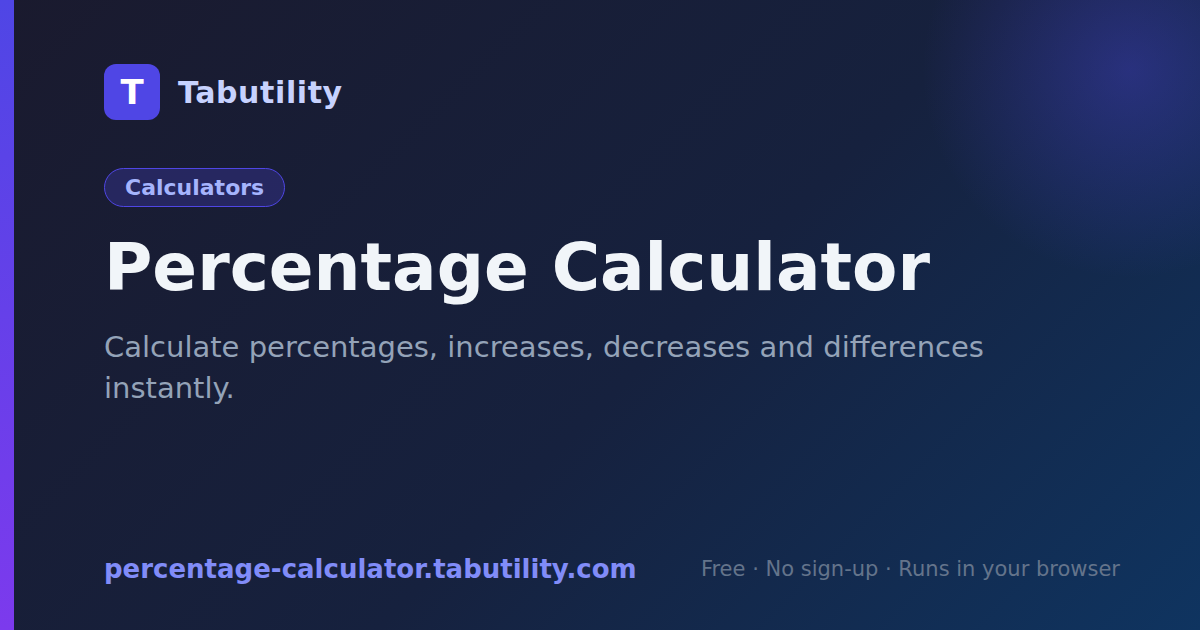 T
Tabutility
Calculators
Percentage Calculator
Calculate percentages, increases, decreases and differences
instantly.
percentage-calculator.tabutility.com
Free · No sign-up · Runs in your browser